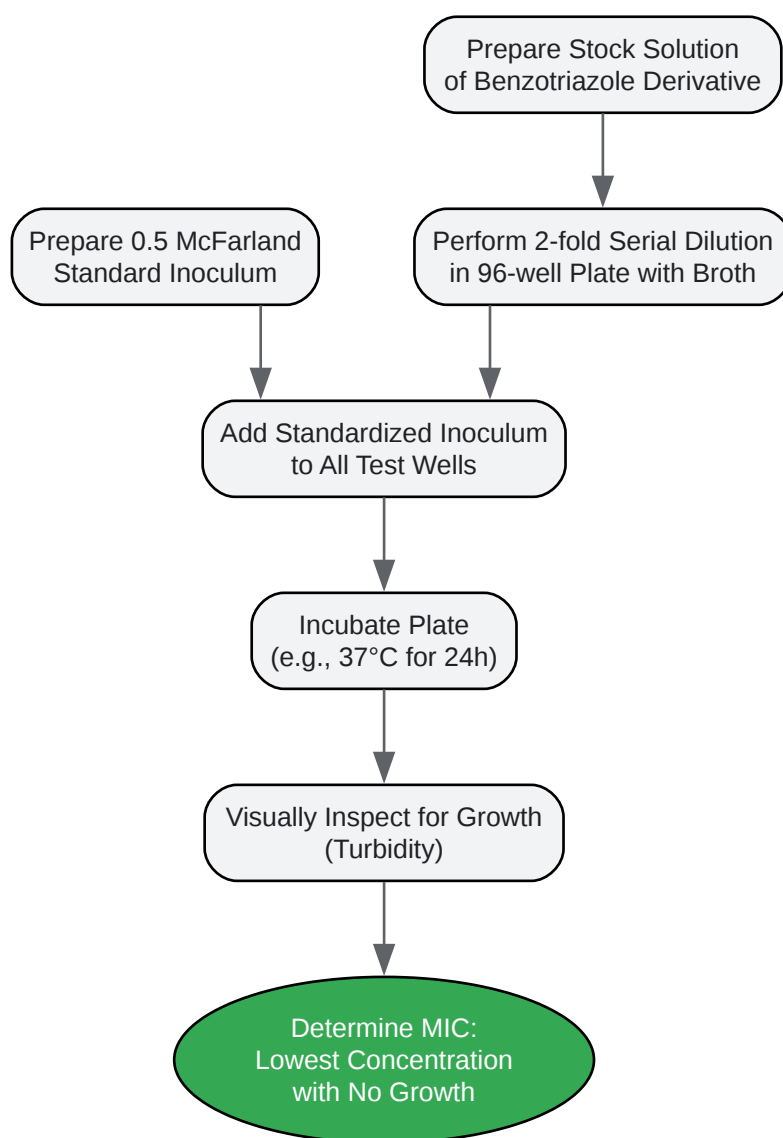 Prepare Stock Solution
of Benzotriazole Derivative
Prepare 0.5 McFarland
Standard Inoculum
Perform 2-fold Serial Dilution
in 96-well Plate with Broth
Add Standardized Inoculum
to All Test Wells
Incubate Plate
(e.g., 37°C for 24h)
Visually Inspect for Growth
(Turbidity)
Determine MIC:
Lowest Concentration
with No Growth